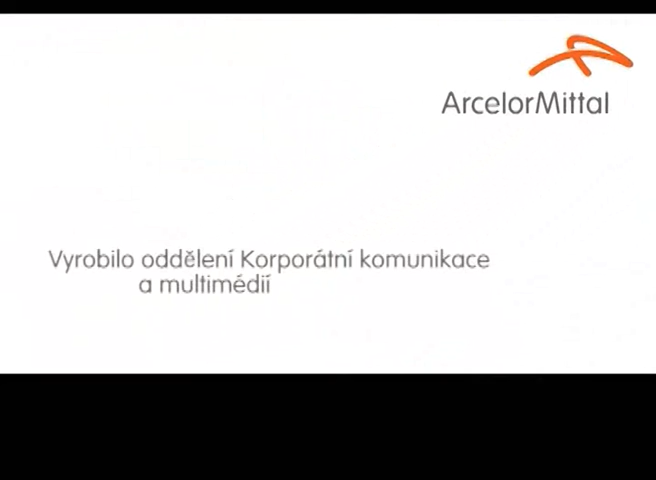 ArcelorMittal
Vyrobilo oddělení Korporátní komunikace
a multimédií